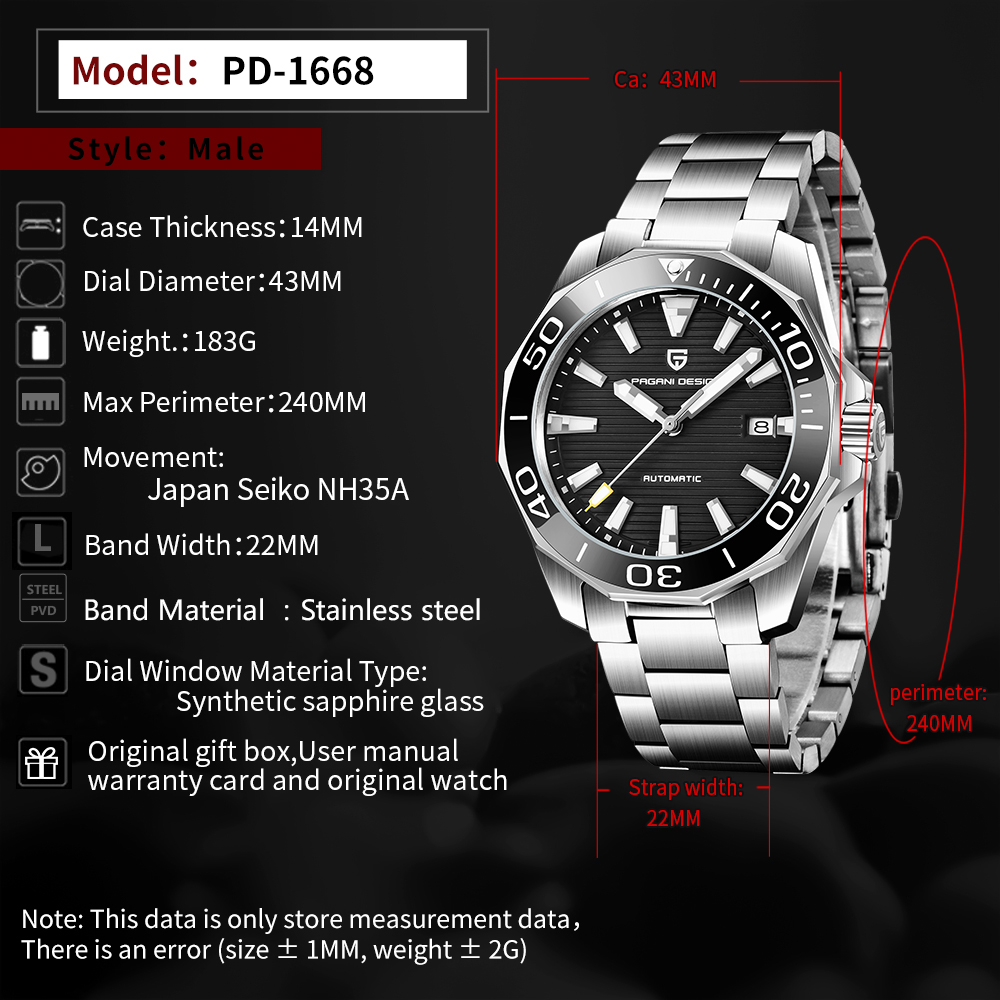 Model: PD-1668
Ca: 43MM
Style: Male
Case Thickness:14MM
Dial Diameter:43MM
Weight.:183G
Max Perimeter:240MM
Movement:
Japan Seiko NH35A
L
Band Width:22MM
STEEL
PVD
Band Material : Stainless steel
S
Dial Window Material Type:
Synthetic sapphire glass
Original gift box,User manual
warranty card and original watch
10
20
30
40
50
PAGANI DESIGN
8
AUTOMATIC
perimeter:
240MM
Strap width:
22MM
Note: This data is only store measurement data,
There is an error (size ± 1MM, weight ± 2G)